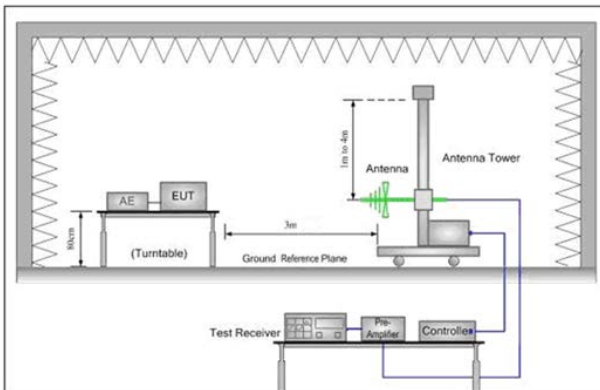 1m to 4m
Antenna
Antenna Tower
AE
EUT
80cm
(Turntable)
3m
Ground Reference Plane
Test Receiver
Pre-
Amplifier
Controller